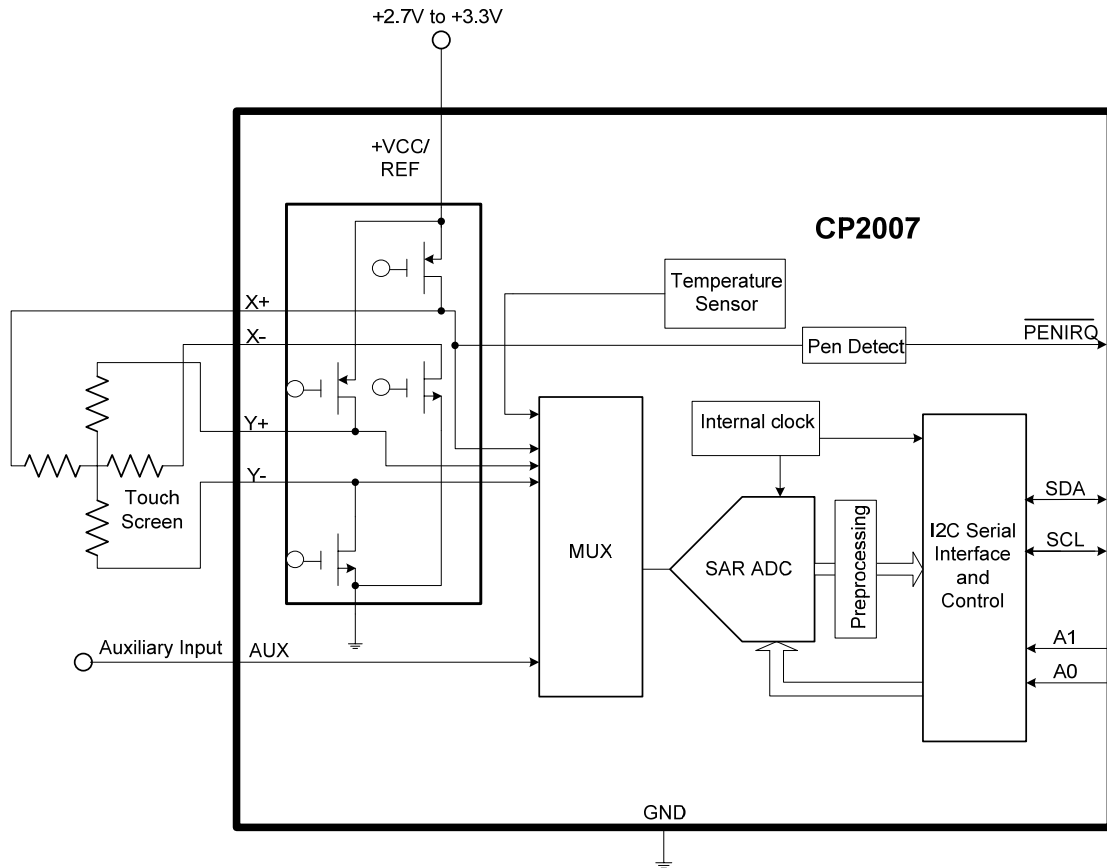 +2.7V to +3.3V
+VCC/
REF
CP2007
Temperature
Sensor
X+
PENIRQ
X-
Pen Detect
Y+
Internal clock
Y-
Touch
Screen
SDA
MUX
SAR ADC
Preprocessing
I2C Serial
Interface
and
Control
SCL
Auxiliary Input
AUX
A1
A0
GND